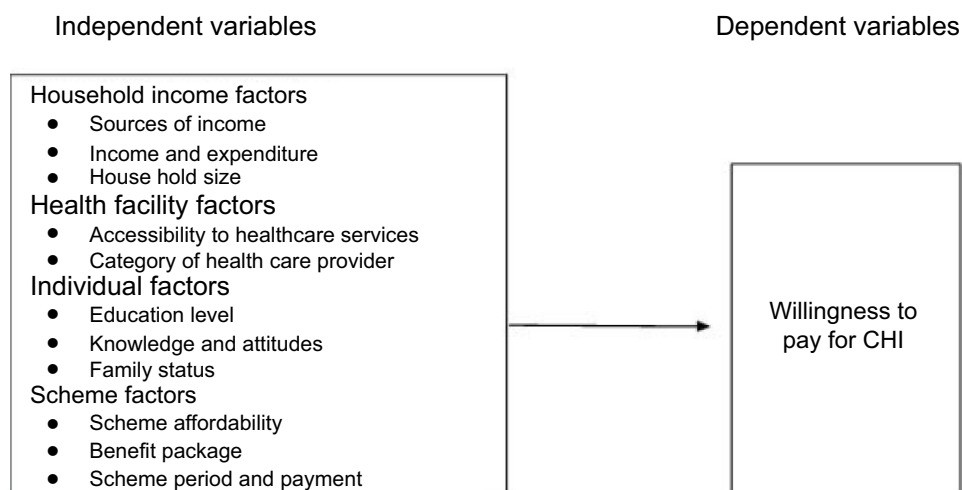 Independent variables
Dependent variables
Household income factors
● Sources of income
● Income and expenditure
● House hold size
Health facility factors
● Accessibility to healthcare services
● Category of health care provider
Individual factors
● Education level
● Knowledge and attitudes
● Family status
Scheme factors
● Scheme affordability
● Benefit package
● Scheme period and payment
Willingness to
pay for CHI